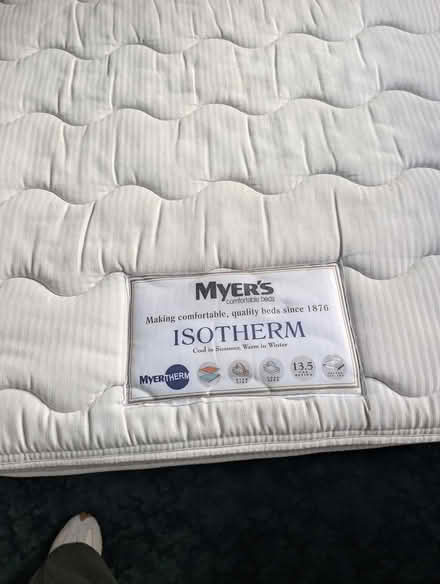 MYER'S
comfortable beds
Making comfortable, quality beds since 1876
ISOTHERM
Cool in Summer, Warm in Winter
MYERTHERM
13.5